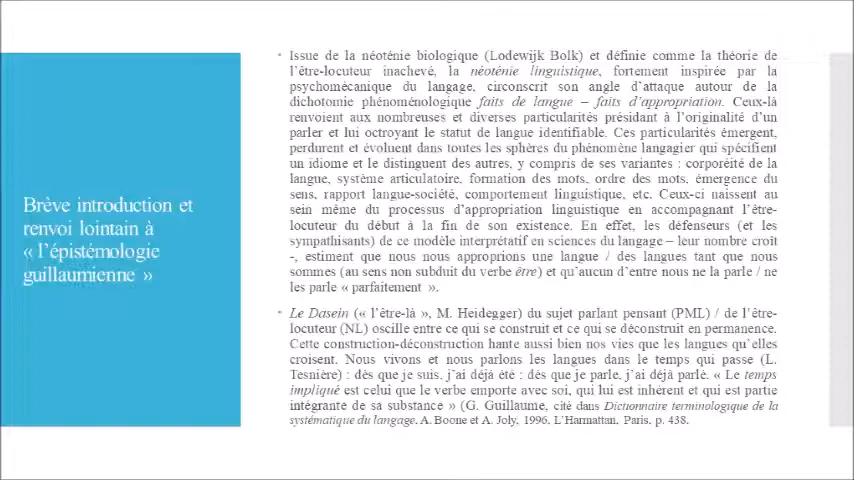 Brève introduction et
renvoi lointain à
« l’épistémologie
guillaumienne »
• Issue de la néoténie biologique (Lodewijk Bolk) et définie comme la théorie de
l’être-locuteur inachevé, la néoténie linguistique, fortement inspirée par la
psychomécanique du langage, circonscrit son angle d’attaque autour de la
dichotomie phénoménologique faits de langue – faits d’appropriation. Ceux-là
renvoient aux nombreuses et diverses particularités présidant à l’originalité d’un
parler et lui octroyant le statut de langue identifiable. Ces particularités émergent,
perdurent et évoluent dans toutes les sphères du phénomène langagier qui spécifient
un idiome et le distinguent des autres, y compris de ses variantes : corporéité de la
langue, système articulatoire, formation des mots, ordre des mots, émergence du
sens, rapport langue-société, comportement linguistique, etc. Ceux-ci naissent au
sein même du processus d’appropriation linguistique en accompagnant l’être-
locuteur du début à la fin de son existence. En effet, les défenseurs (et les
sympathisants) de ce modèle interprétatif en sciences du langage – leur nombre croît
-, estiment que nous nous approprions une langue / des langues tant que nous
sommes (au sens non subduit du verbe être) et qu’aucun d’entre nous ne la parle / ne
les parle « parfaitement ».
• Le Dasein (« l’être-là », M. Heidegger) du sujet parlant pensant (PML) / de l’être-
locuteur (NL) oscille entre ce qui se construit et ce qui se déconstruit en permanence.
Cette construction-déconstruction hante aussi bien nos vies que les langues qu’elles
croisent. Nous vivons et nous parlons les langues dans le temps qui passe (L.
Tesnière) : dès que je suis, j’ai déjà été ; dès que je parle, j’ai déjà parlé. « Le temps
impliqué est celui que le verbe emporte avec soi, qui lui est inhérent et qui est partie
intégrante de sa substance » (G. Guillaume, cité dans Dictionnaire terminologique de la
systématique du langage, A. Boone et A. Joly, 1996, L’Harmattan, Paris, p. 438.